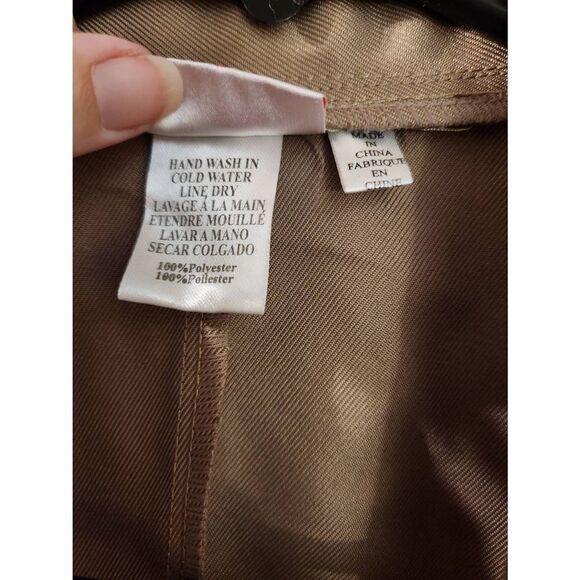 HAND WASH IN
COLD WATER
LINE DRY
LAVAGE À LA MAIN
ETENDRE MOUILLÉ
LAVAR A MANO
SECAR COLGADO
100%Polyester
100%Poliester
MADE
IN
CHINA
FABRIQUE
EN
CHINE